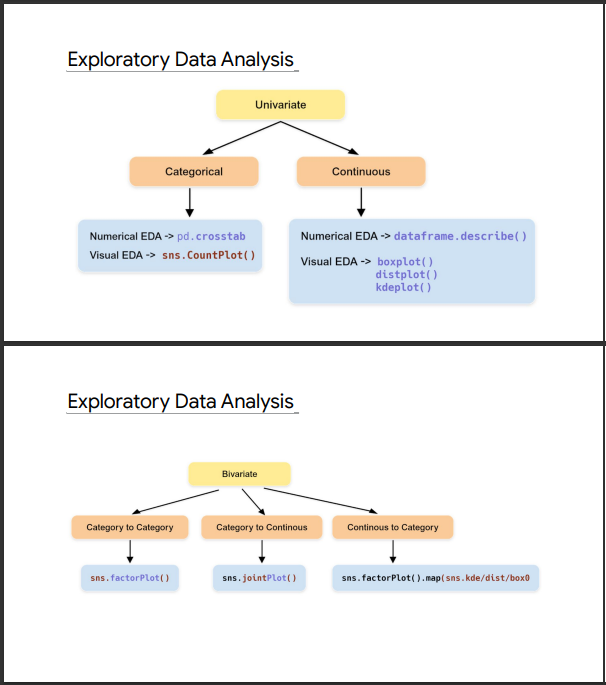 Exploratory Data Analysis
Univariate
Categorical
Continuous
Numerical EDA -> pd.crosstab
Visual EDA -> sns.CountPlot()
Numerical EDA -> dataframe.describe()
Visual EDA -> boxplot()
distplot()
kdeplot()
Exploratory Data Analysis
Bivariate
Category to Category
Category to Continous
Continous to Category
sns.factorPlot()
sns.jointPlot()
sns.factorPlot().map(sns.kde/dist/box0